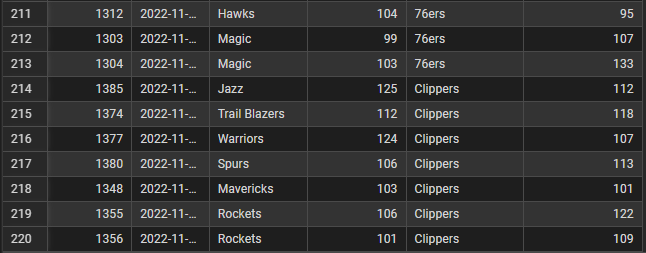 211 1312 2022-11-... Hawks 104 76ers 95
212 1303 2022-11-... Magic 99 76ers 107
213 1304 2022-11-... Magic 103 76ers 133
214 1385 2022-11-... Jazz 125 Clippers 112
215 1374 2022-11-... Trail Blazers 112 Clippers 118
216 1377 2022-11-... Warriors 124 Clippers 107
217 1380 2022-11-... Spurs 106 Clippers 113
218 1348 2022-11-... Mavericks 103 Clippers 101
219 1355 2022-11-... Rockets 106 Clippers 122
220 1356 2022-11-... Rockets 101 Clippers 109